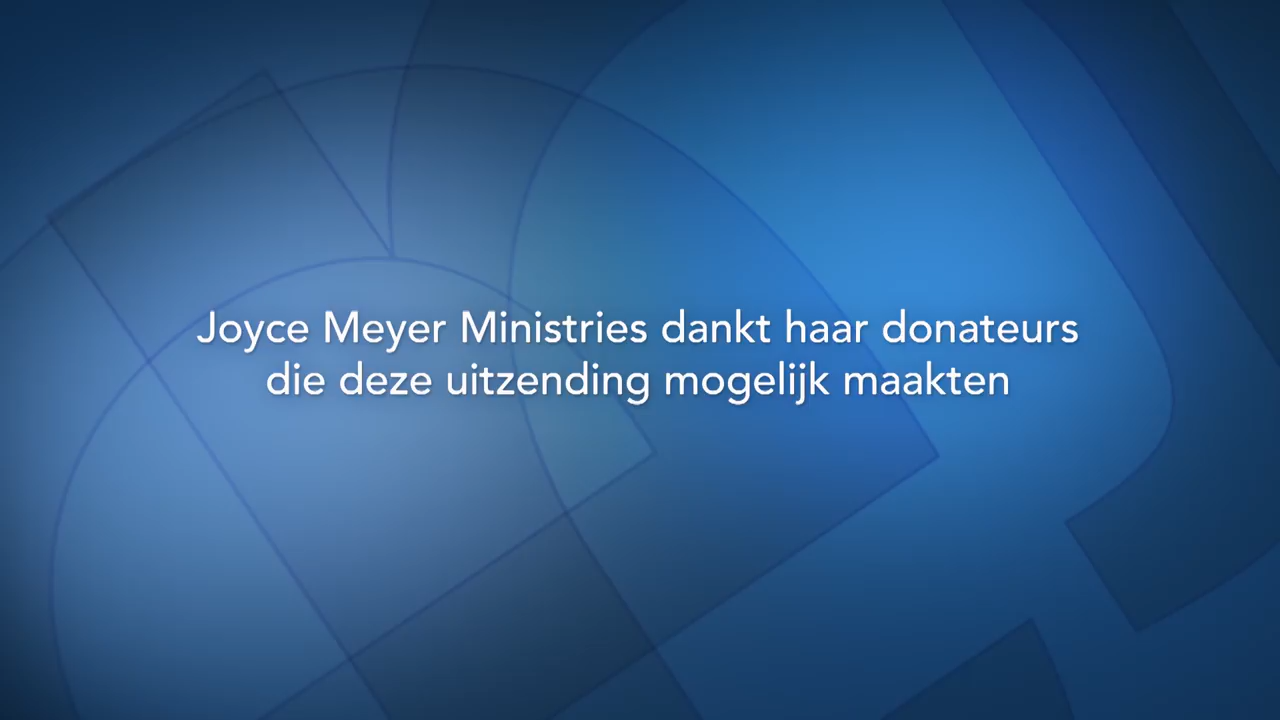 Joyce Meyer Ministries dankt haar donateurs
die deze uitzending mogelijk maakten